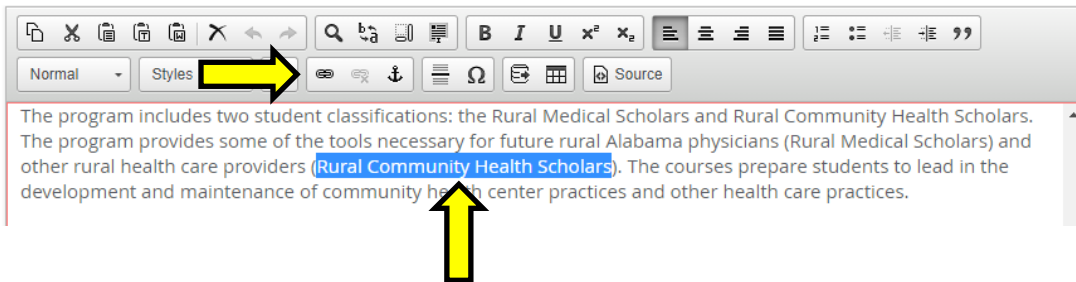 B I U x² x₂
Normal Styles Ω Source
The program includes two student classifications: the Rural Medical Scholars and Rural Community Health Scholars.
The program provides some of the tools necessary for future rural Alabama physicians (Rural Medical Scholars) and
other rural health care providers (Rural Community Health Scholars). The courses prepare students to lead in the
development and maintenance of community health center practices and other health care practices.